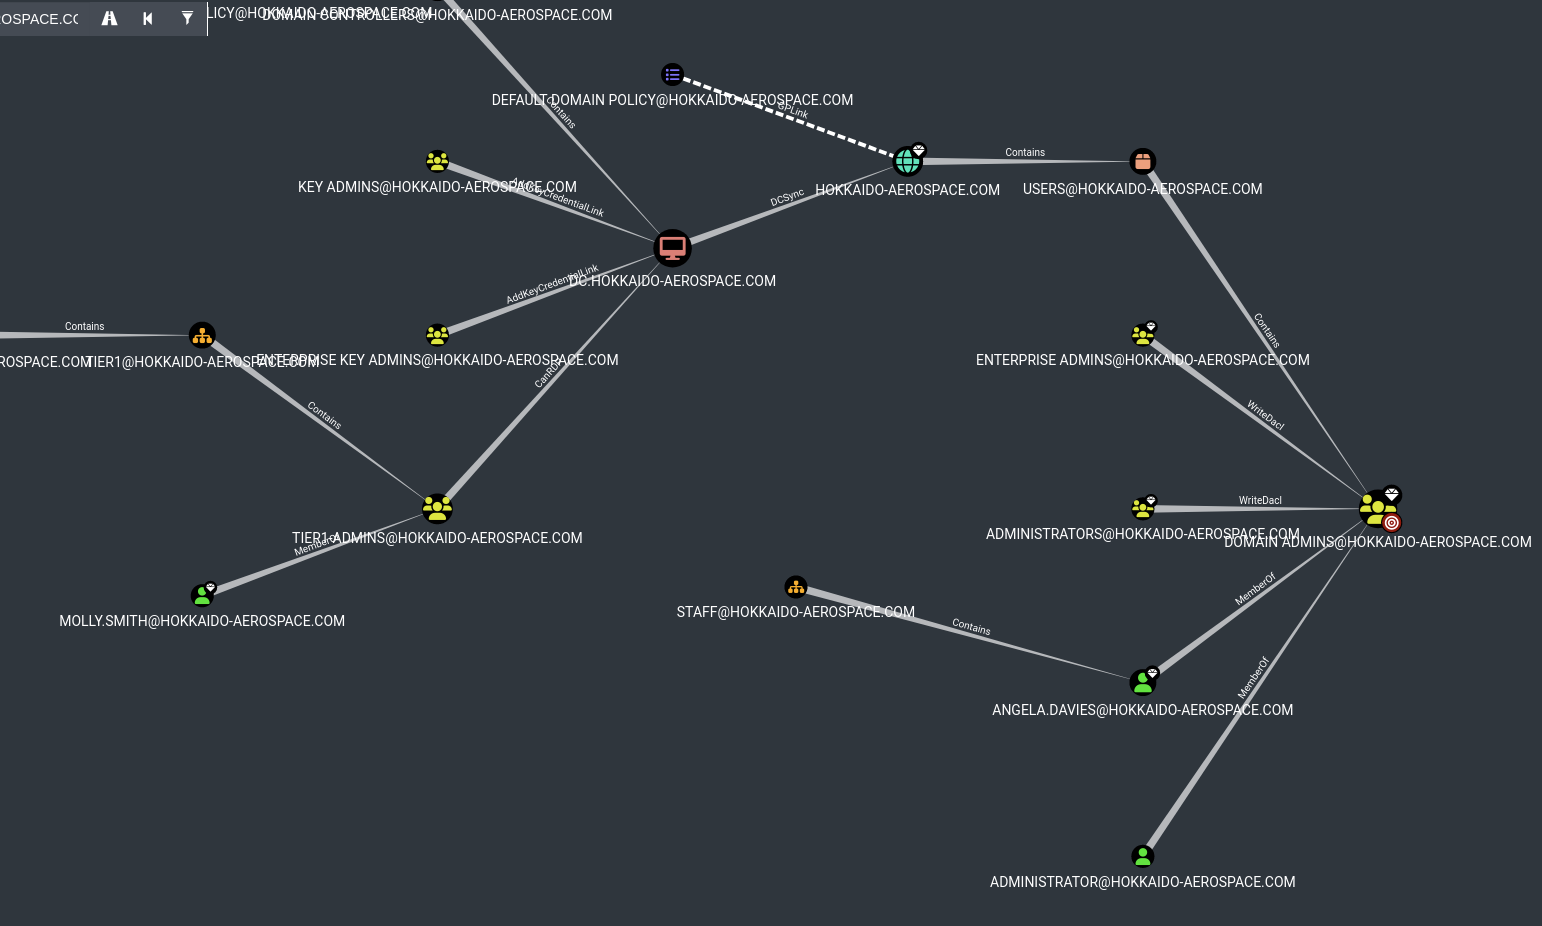 OSPACE.CO
LICY@HOKKAIDO-AEROSPACE.COM
DOMAIN CONTROLLERS@HOKKAIDO-AEROSPACE.COM
Contains
DEFAULT DOMAIN POLICY@HOKKAIDO-AEROSPACE.COM
GPLink
Contains
KEY ADMINS@HOKKAIDO-AEROSPACE.COM
AddKeyCredentialLink
DCSync
HOKKAIDO-AEROSPACE.COM
USERS@HOKKAIDO-AEROSPACE.COM
AddKeyCredentialLink
DC.HOKKAIDO-AEROSPACE.COM
Contains
Contains
ROSPACE.COM
TIER1@HOKKAIDO-AEROSPACE.COM
ENTERPRISE KEY ADMINS@HOKKAIDO-AEROSPACE.COM
CanRDP
ENTERPRISE ADMINS@HOKKAIDO-AEROSPACE.COM
Contains
WriteDacl
WriteDacl
TIER1-ADMINS@HOKKAIDO-AEROSPACE.COM
MemberOf
ADMINISTRATORS@HOKKAIDO-AEROSPACE.COM
DOMAIN ADMINS@HOKKAIDO-AEROSPACE.COM
MemberOf
MOLLY.SMITH@HOKKAIDO-AEROSPACE.COM
STAFF@HOKKAIDO-AEROSPACE.COM
Contains
MemberOf
ANGELA.DAVIES@HOKKAIDO-AEROSPACE.COM
ADMINISTRATOR@HOKKAIDO-AEROSPACE.COM